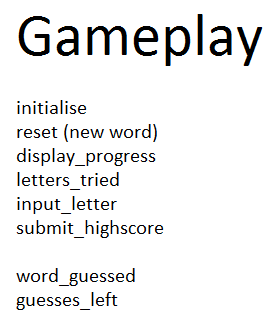 Gameplay
initialise
reset (new word)
display_progress
letters_tried
input_letter
submit_highscore
word_guessed
guesses_left